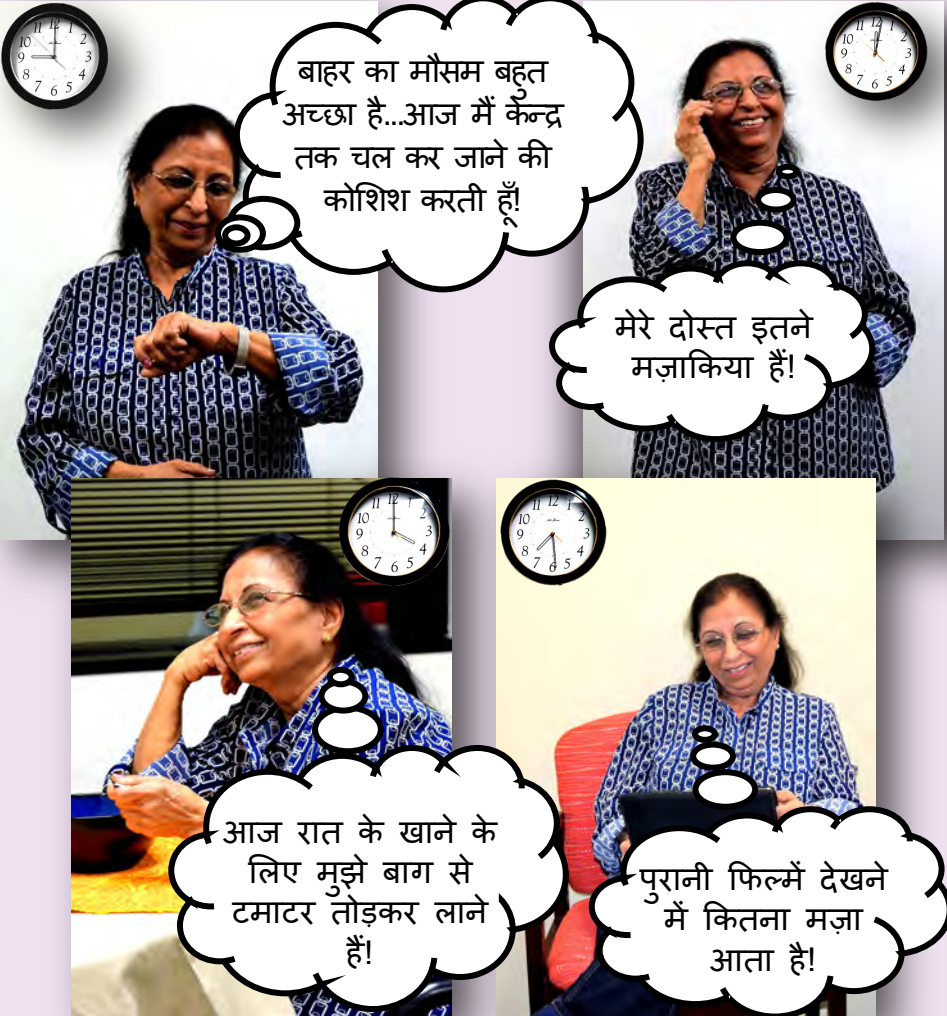 बाहर का मौसम बहुत
अच्छा है...आज मैं केन्द्र
तक चल कर जाने की
कोशिश करती हूँ!
मेरे दोस्त इतने
मज़ाकिया हैं!
आज रात के खाने के
लिए मुझे बाग से
टमाटर तोड़कर लाने
हैं!
पुरानी फिल्में देखने
में कितना मज़ा
आता है!